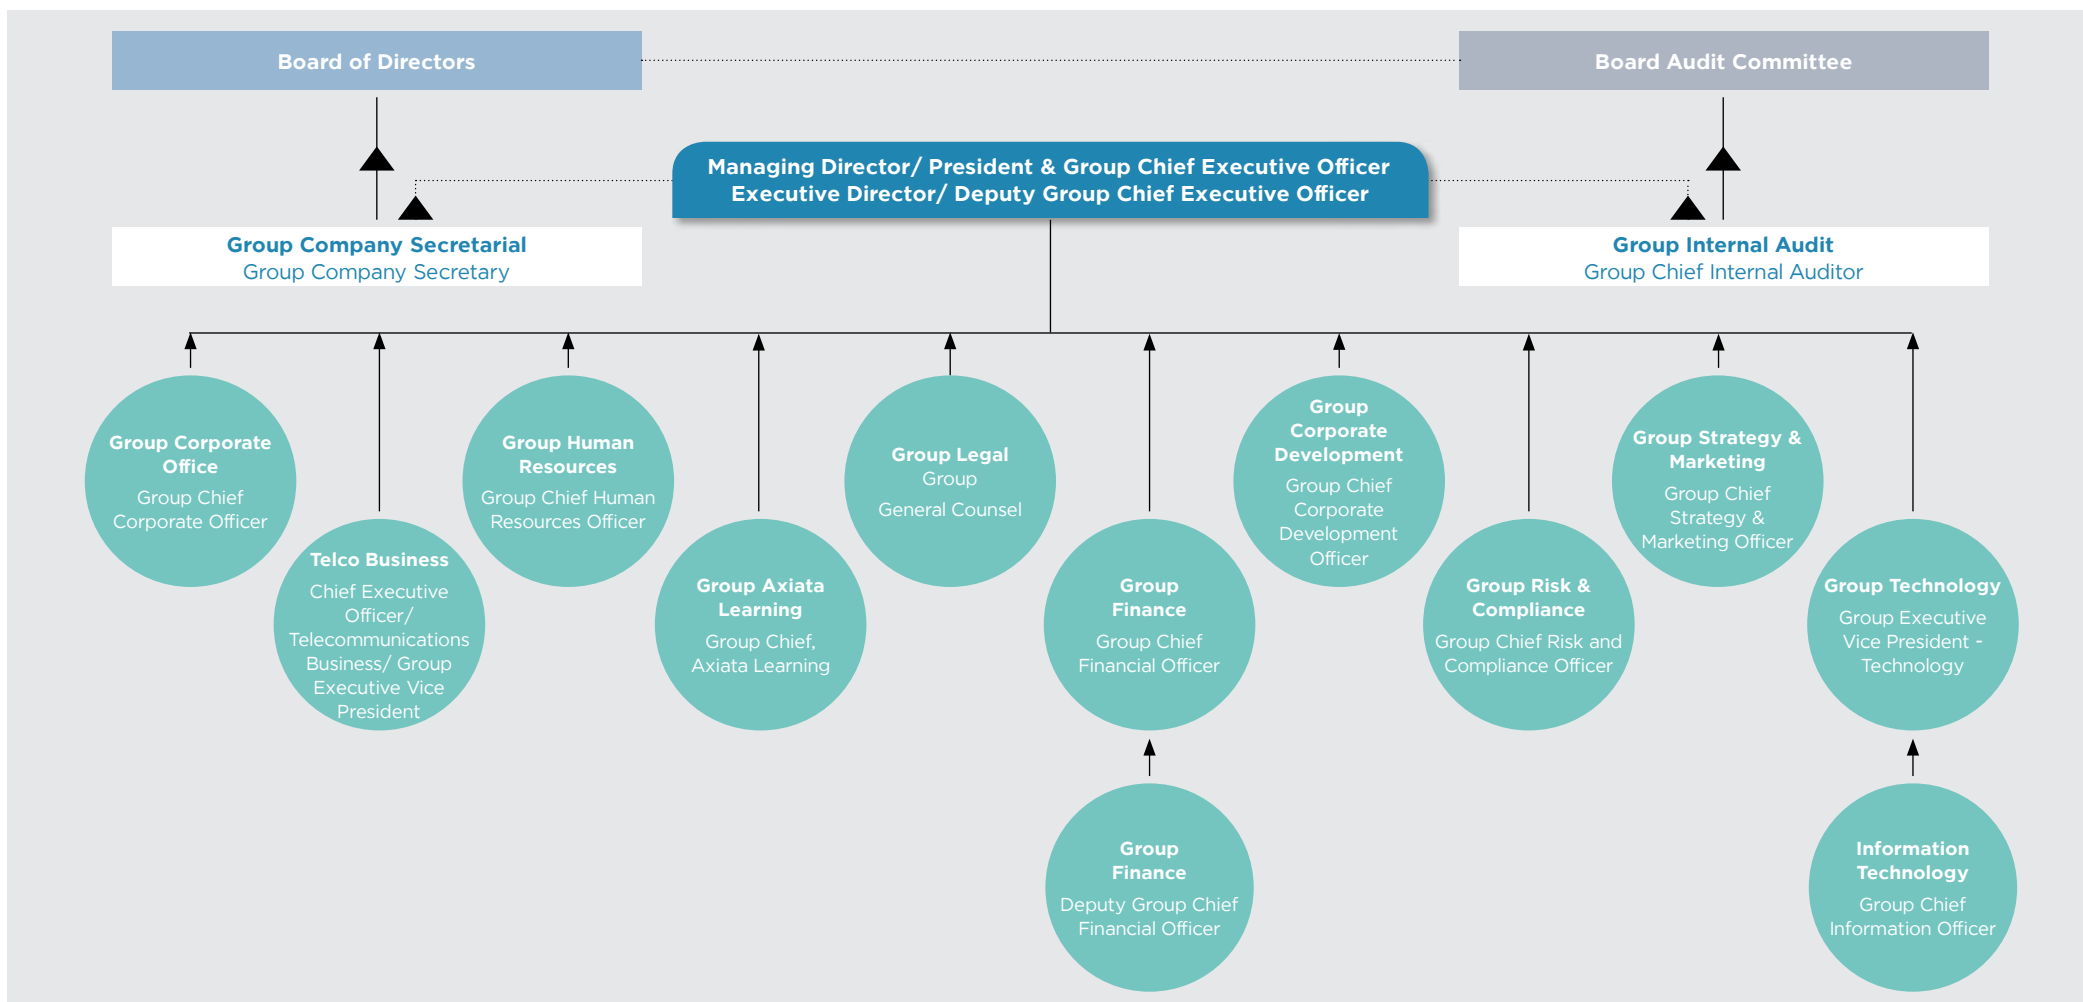 Board of Directors
Board Audit Committee
Managing Director/ President & Group Chief Executive Officer
Executive Director/ Deputy Group Chief Executive Officer
Group Company Secretarial
Group Company Secretary
Group Internal Audit
Group Chief Internal Auditor
Group Corporate
Office
Group Chief
Corporate Officer
Telco Business
Chief Executive
Officer/
Telecommunications
Business/ Group
Executive Vice
President
Group Human
Resources
Group Chief Human
Resources Officer
Group Axiata
Learning
Group Chief,
Axiata Learning
Group Legal
Group
General Counsel
Group
Finance
Group Chief
Financial Officer
Group
Corporate
Development
Group Chief
Corporate
Development
Officer
Group Risk &
Compliance
Group Chief Risk and
Compliance Officer
Group Strategy &
Marketing
Group Chief
Strategy &
Marketing Officer
Group Technology
Group Executive
Vice President -
Technology
Group
Finance
Deputy Group Chief
Financial Officer
Information
Technology
Group Chief
Information Officer